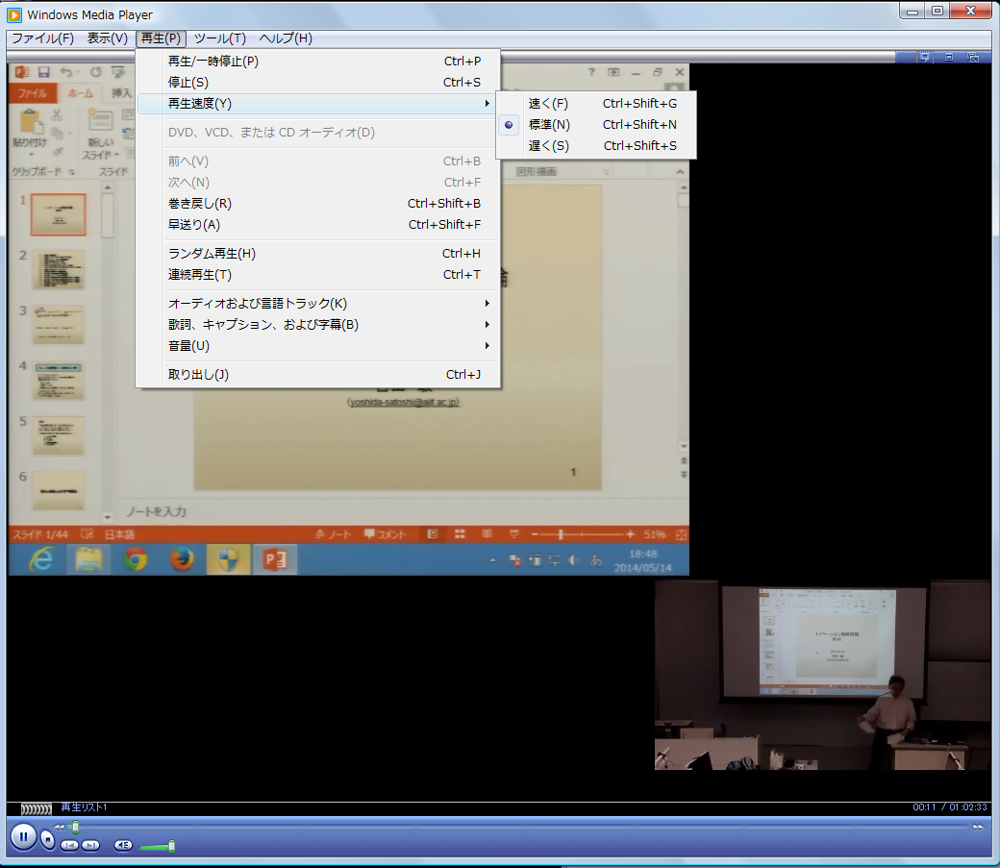 Windows Media Player
ファイル(F) 表示(V) 再生(P) ツール(T) ヘルプ(H)
再生/一時停止(P) Ctrl+P
停止(S) Ctrl+S
再生速度(Y)
速く(F) Ctrl+Shift+G
標準(N) Ctrl+Shift+N
遅く(S) Ctrl+Shift+S
DVD、VCD、または CD オーディオ(D)
前へ(V) Ctrl+B
次へ(N) Ctrl+F
巻き戻し(R) Ctrl+Shift+B
早送り(A) Ctrl+Shift+F
ランダム再生(H) Ctrl+H
連続再生(T) Ctrl+T
オーディオおよび言語トラック(K)
歌詞、キャプション、および字幕(B)
音量(U)
取り出し(J) Ctrl+J
ファイル ホーム 挿入
貼り付け
新しい
スライド
クリップボード スライド 図形描画
1
2
3
4
5
6
論
(yoshida-satoshi@aiit.ac.jp)
1
ノートを入力
スライド 1/44 日本語 ノート コメント 51%
あ 18:48
2014/05/14
再生リスト1 00:11 / 01:02:33